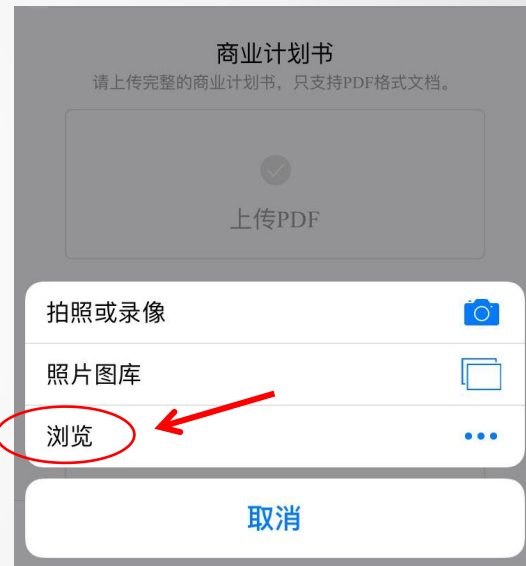 商业计划书
请上传完整的商业计划书，只支持PDF格式文档。
上传PDF
拍照或录像
照片图库
浏览
取消